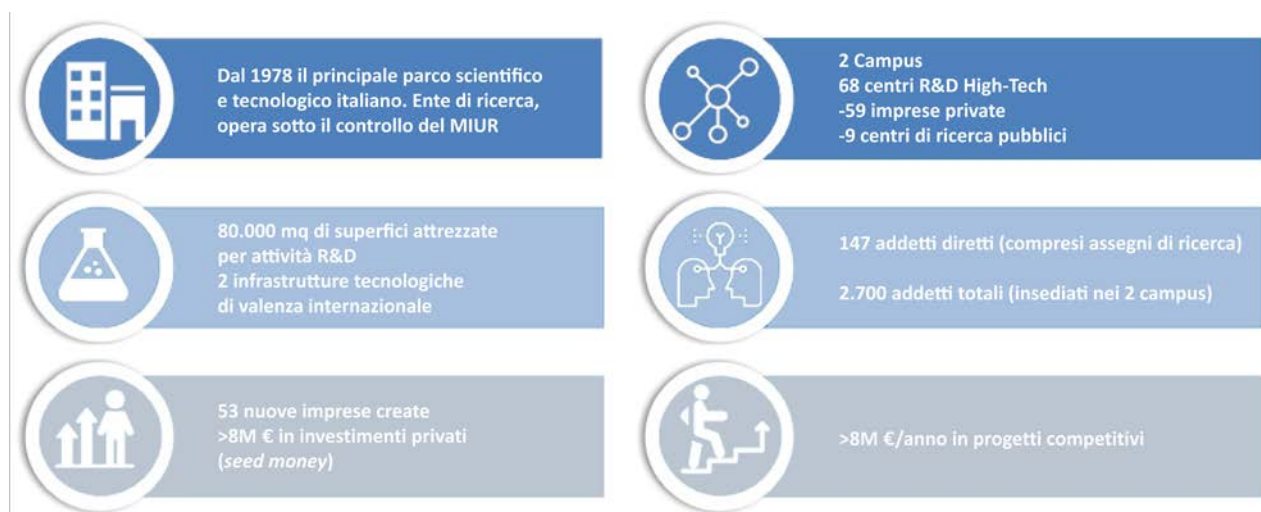 Dal 1978 il principale parco scientifico
e tecnologico italiano. Ente di ricerca,
opera sotto il controllo del MIUR
2 Campus
68 centri R&D High-Tech
-59 imprese private
-9 centri di ricerca pubblici
80.000 mq di superfici attrezzate
per attività R&D
2 infrastrutture tecnologiche
di valenza internazionale
147 addetti diretti (compresi assegni di ricerca)
2.700 addetti totali (insediati nei 2 campus)
53 nuove imprese create
>8M € in investimenti privati
(seed money)
>8M €/anno in progetti competitivi